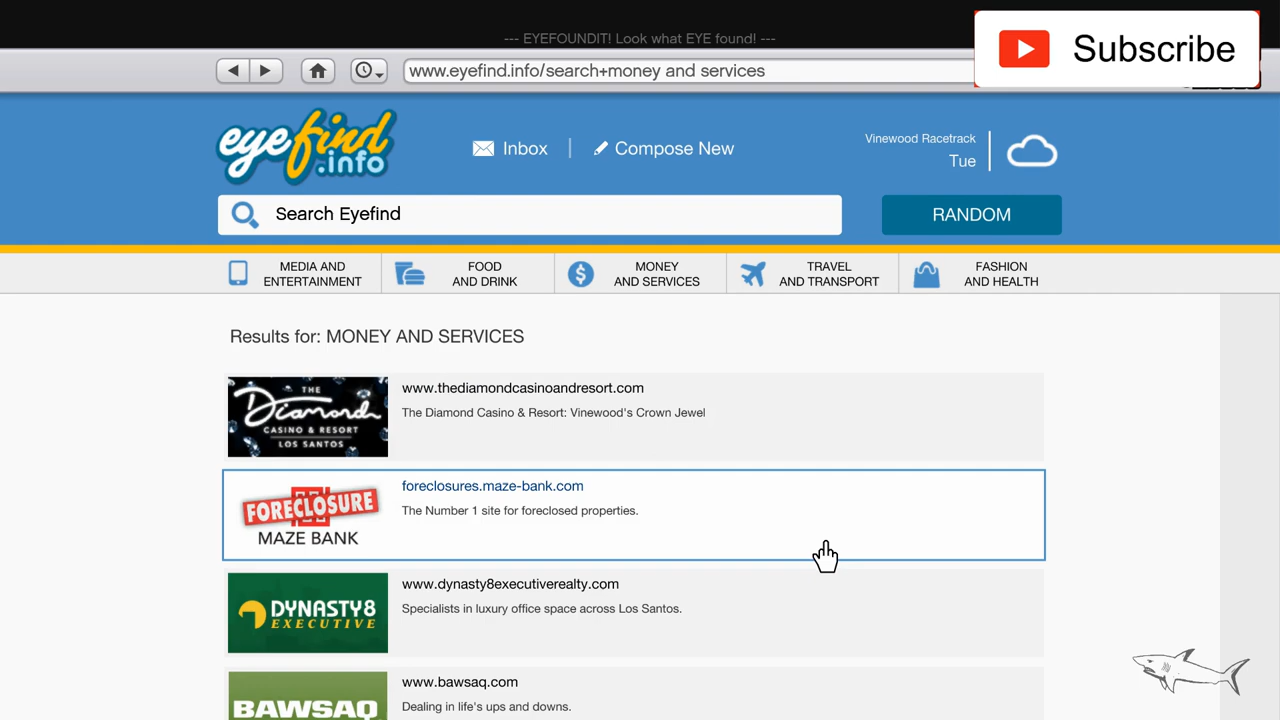 --- EYEFOUNDIT! Look what EYE found! ---
Subscribe
www.eyefind.info/search+money and services
eyefind
.info
Inbox
Compose New
Vinewood Racetrack
Tue
Search Eyefind
RANDOM
MEDIA AND
ENTERTAINMENT
FOOD
AND DRINK
MONEY
AND SERVICES
TRAVEL
AND TRANSPORT
FASHION
AND HEALTH
Results for: MONEY AND SERVICES
THE
Diamond
CASINO & RESORT
LOS SANTOS
www.thediamondcasinoandresort.com
The Diamond Casino & Resort: Vinewood's Crown Jewel
FORECLOSURE
MAZE BANK
foreclosures.maze-bank.com
The Number 1 site for foreclosed properties.
DYNASTY8
EXECUTIVE
www.dynasty8executiverealty.com
Specialists in luxury office space across Los Santos.
BAWSAQ
www.bawsaq.com
Dealing in life's ups and downs.